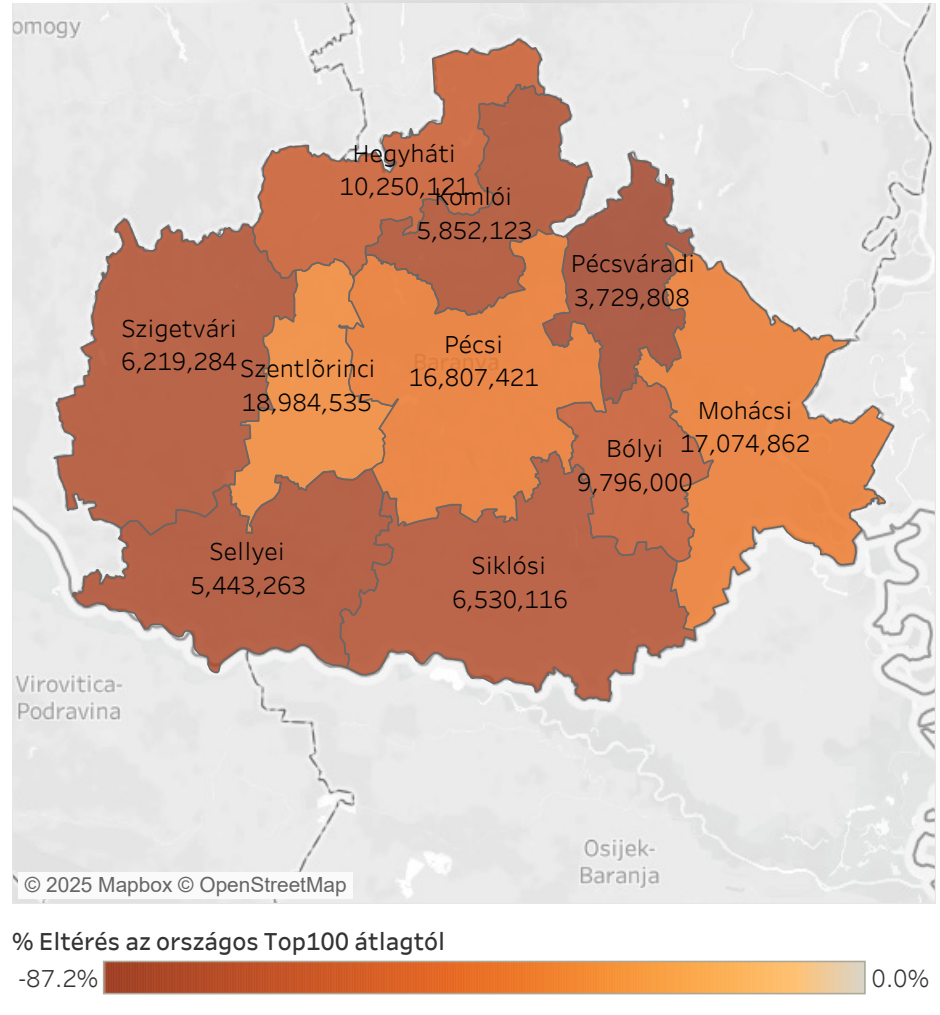 omogy
Hegyháti
10,250,121
Komlói
5,852,123
Pécsváradi
3,729,808
Szigetvári
6,219,284
Szentlõrinci
18,984,535
Pécsi
Baranya
16,807,421
Mohácsi
17,074,862
Bólyi
9,796,000
Sellyei
5,443,263
Siklósi
6,530,116
Virovitica-
Podravina
Osijek-
Baranja
© 2025 Mapbox © OpenStreetMap
% Eltérés az országos Top100 átlagtól
-87.2%
0.0%